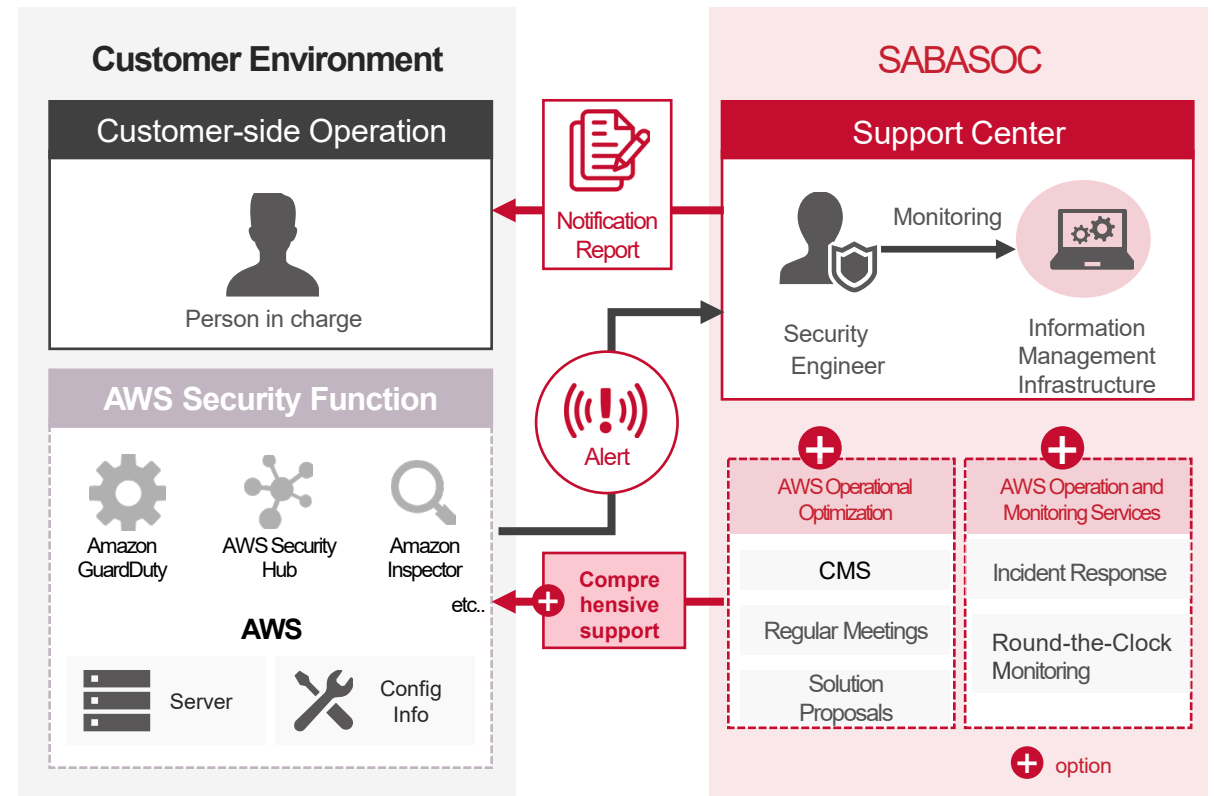 Customer Environment
Customer-side Operation
Person in charge
AWS Security Function
Amazon
GuardDuty
AWS Security
Hub
Amazon
Inspector
etc..
AWS
Server
Config
Info
Notification
Report
Alert
Compre
hensive
support
SABASOC
Support Center
Monitoring
Security
Engineer
Information
Management
Infrastructure
AWS Operational
Optimization
CMS
Regular Meetings
Solution
Proposals
AWS Operation and
Monitoring Services
Incident Response
Round-the-Clock
Monitoring
option